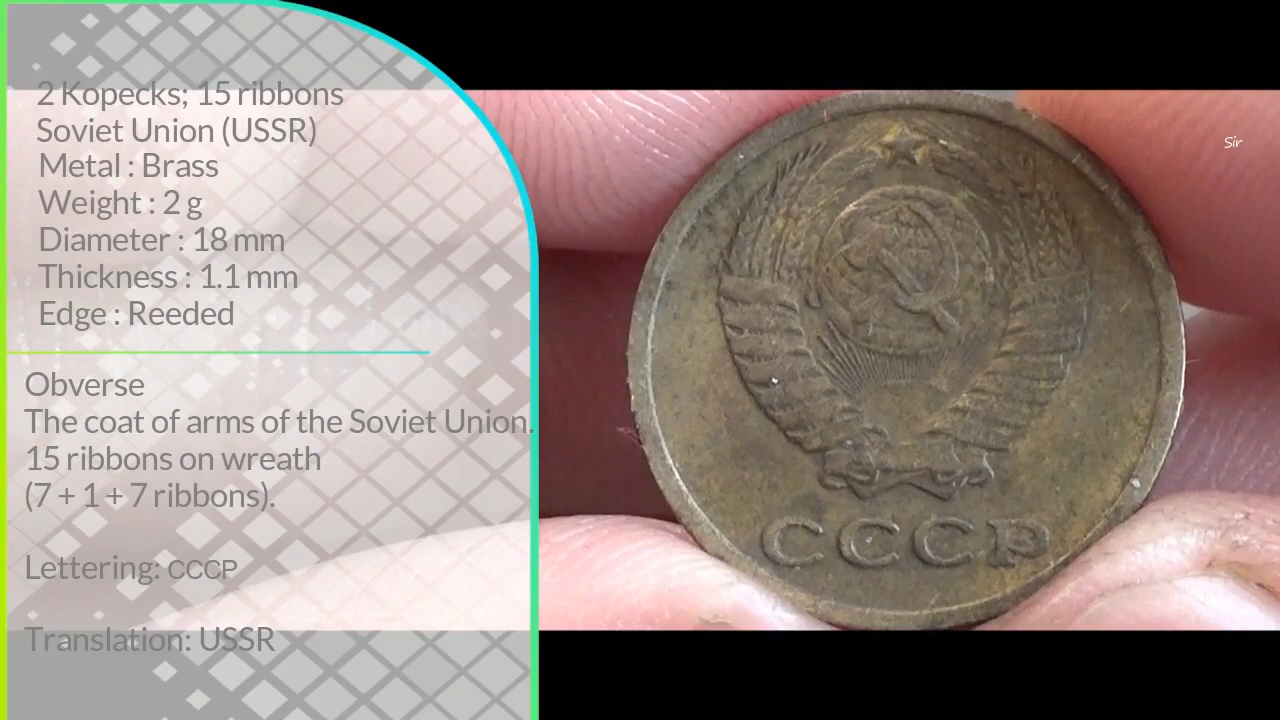 2 Kopecks; 15 ribbons
Soviet Union (USSR)
Metal : Brass
Weight : 2 g
Diameter : 18 mm
Thickness : 1.1 mm
Edge : Reeded
Obverse
The coat of arms of the Soviet Union.
15 ribbons on wreath
(7 + 1 + 7 ribbons).
Lettering: CCCP
Translation: USSR
Sir
СССР